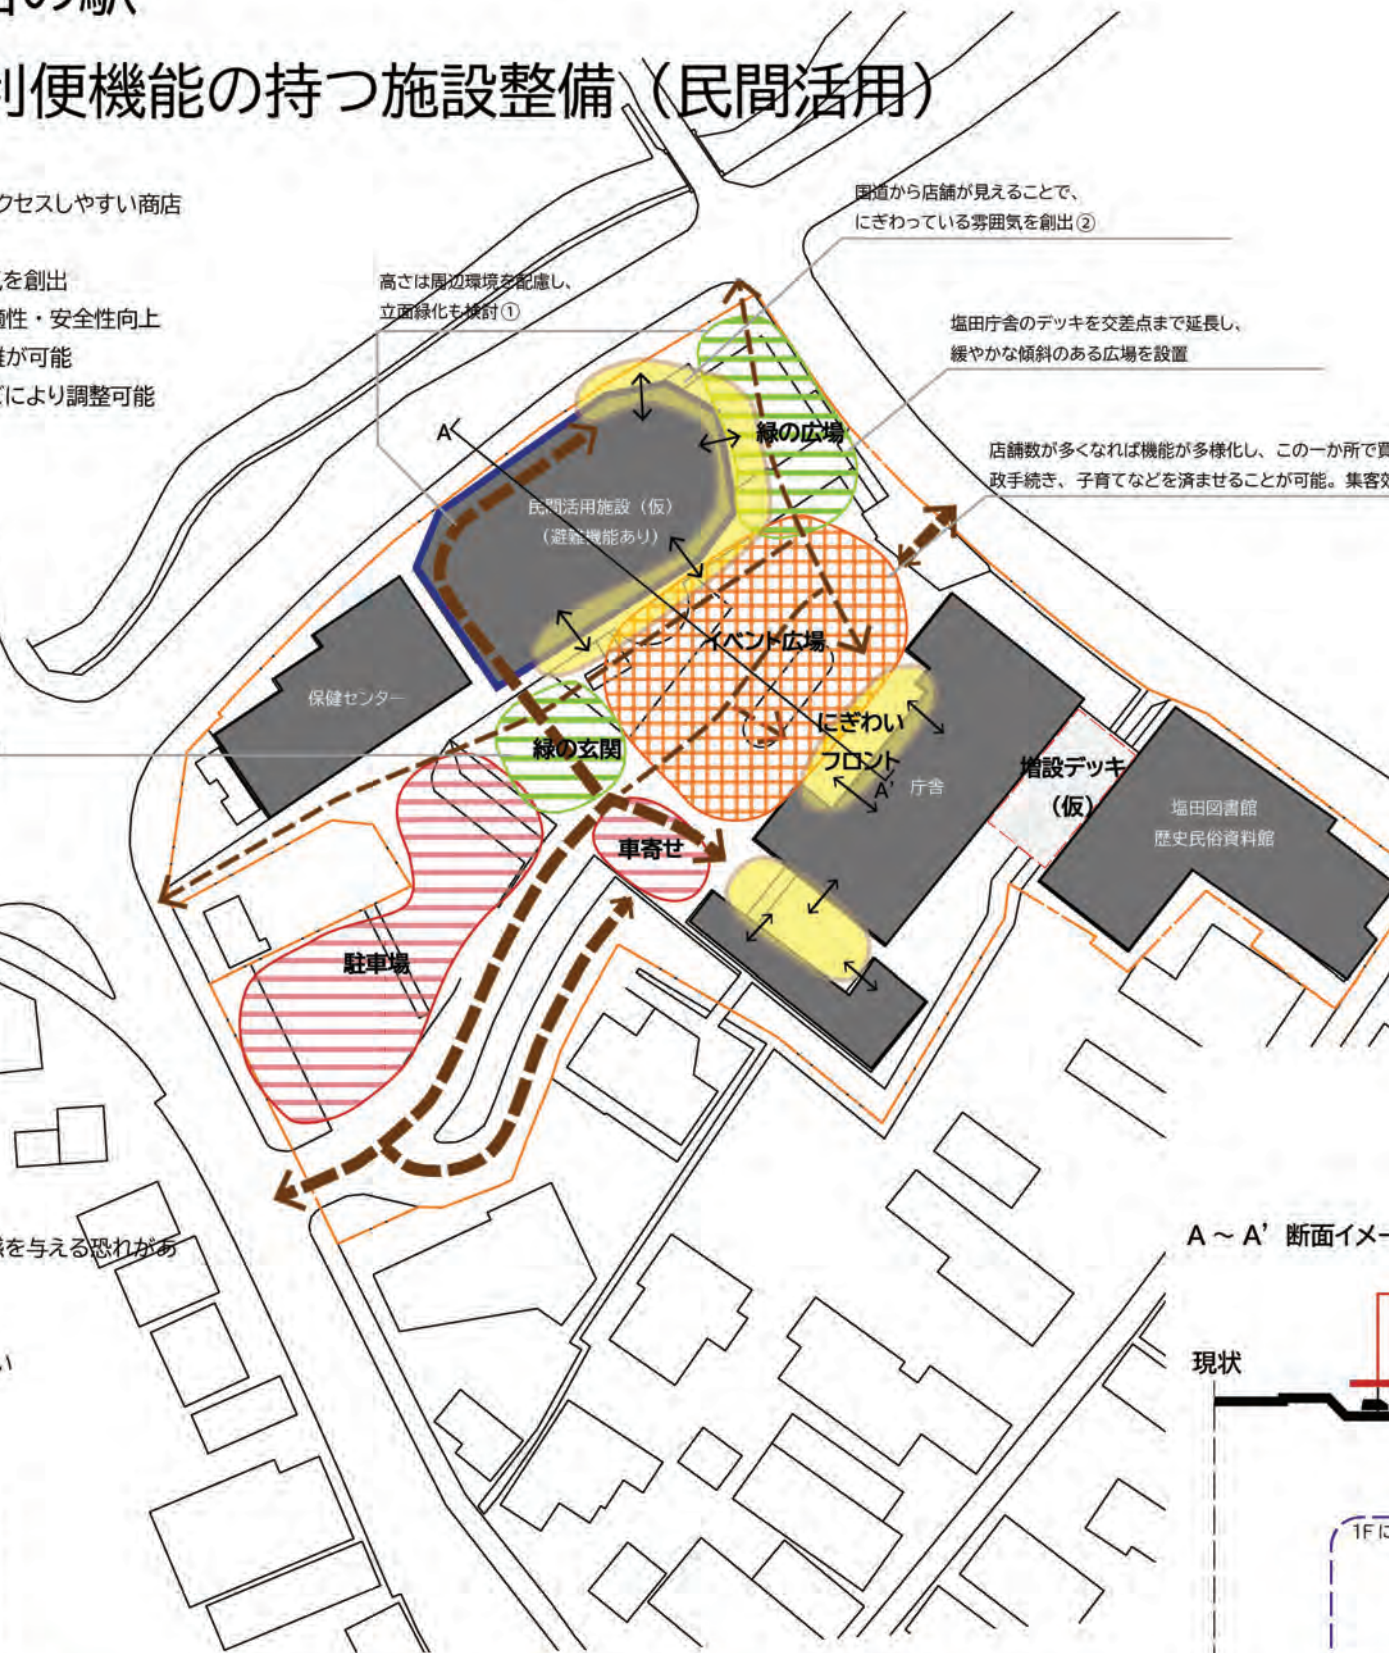 の駅
利便機能の持つ施設整備（民間活用）
クセスしやすい商店
を創出
適性・安全性向上
難が可能
により調整可能
国道から店舗が見えることで、
にぎわっている雰囲気を創出②
高さは周辺環境を配慮し、
立面緑化も検討①
塩田庁舎のデッキを交差点まで延長し、
緩やかな傾斜のある広場を設置
店舗数が多くなれば機能が多様化し、この一か所で買
政手続き、子育てなどを済ませることが可能。集客効
A
緑の広場
民間活用施設（仮）
（避難機能あり）
イベント広場
保健センター
緑の玄関
にぎわい
フロント
A'
庁舎
増設デッキ
（仮）
塩田図書館
歴史民俗資料館
車寄せ
駐車場
を与える恐れがあ
い
A～A' 断面イメー
現状
1Fに